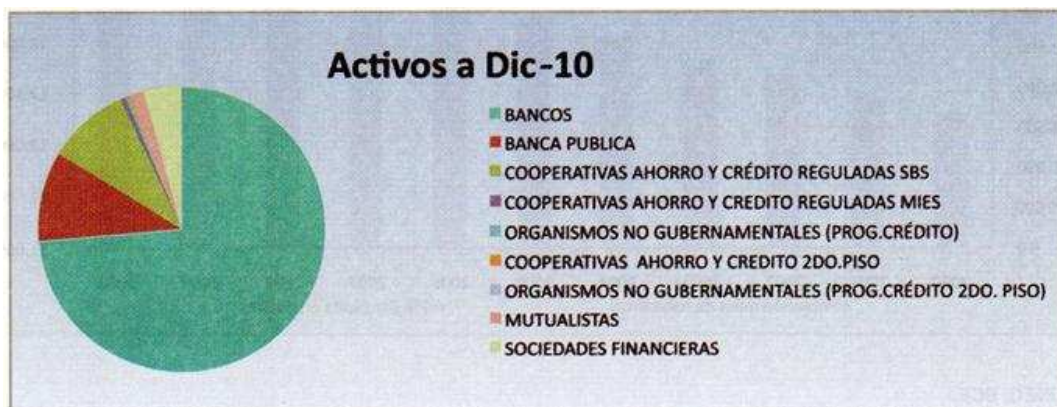 Activos a Dic-10
BANCOS
BANCA PUBLICA
COOPERATIVAS AHORRO Y CRÉDITO REGULADAS SBS
COOPERATIVAS AHORRO Y CREDITO REGULADAS MIES
ORGANISMOS NO GUBERNAMENTALES (PROG.CRÉDITO)
COOPERATIVAS AHORRO Y CREDITO 2DO.PISO
ORGANISMOS NO GUBERNAMENTALES (PROG.CRÉDITO 2DO. PISO)
MUTUALISTAS
SOCIEDADES FINANCIERAS